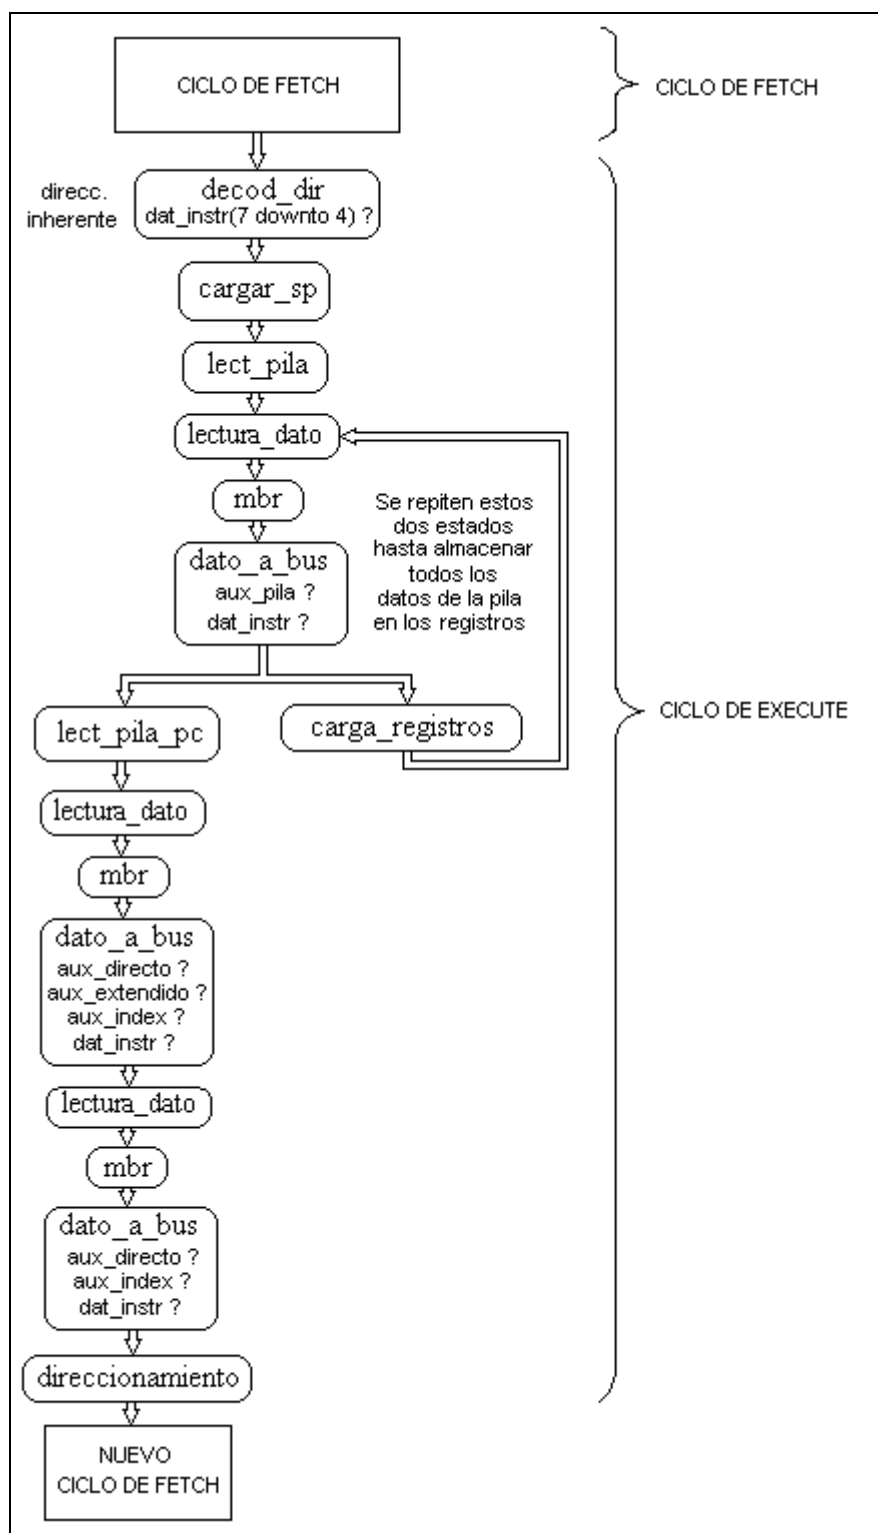 CICLO DE FETCH
CICLO DE FETCH
direcc.
inherente
decod_dir
dat_instr(7 downto 4) ?
cargar_sp
lect_pila
lectura_dato
mbr
Se repiten estos
dos estados
hasta almacenar
todos los
datos de la pila
en los registros
dato_a_bus
aux_pila ?
dat_instr ?
lect_pila_pc
carga_registros
CICLO DE EXECUTE
lectura_dato
mbr
dato_a_bus
aux_directo ?
aux_extendido ?
aux_index ?
dat_instr ?
lectura_dato
mbr
dato_a_bus
aux_directo ?
aux_index ?
dat_instr ?
direccionamiento
NUEVO
CICLO DE FETCH